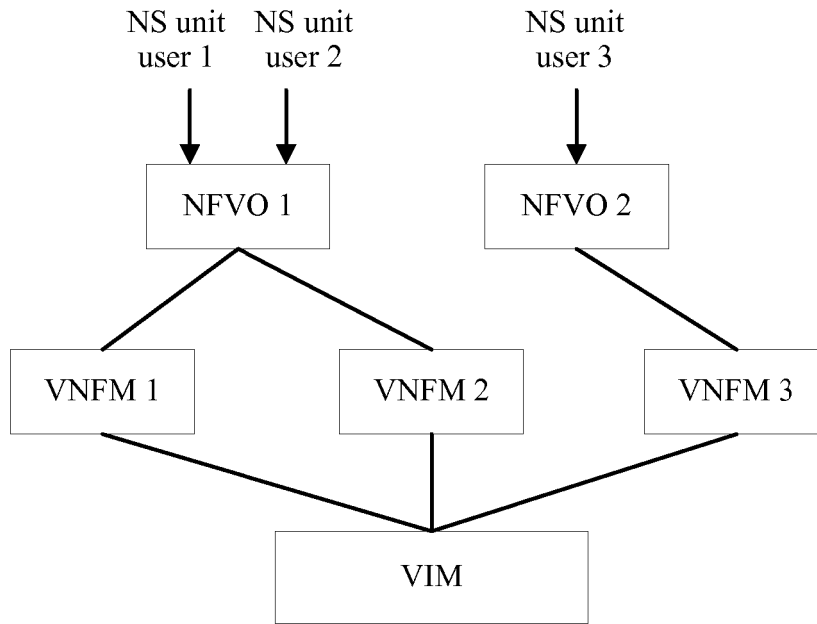 NS unit
user 1
NS unit
user 2
NS unit
user 3
NFVO 1
NFVO 2
VNFM 1
VNFM 2
VNFM 3
VIM